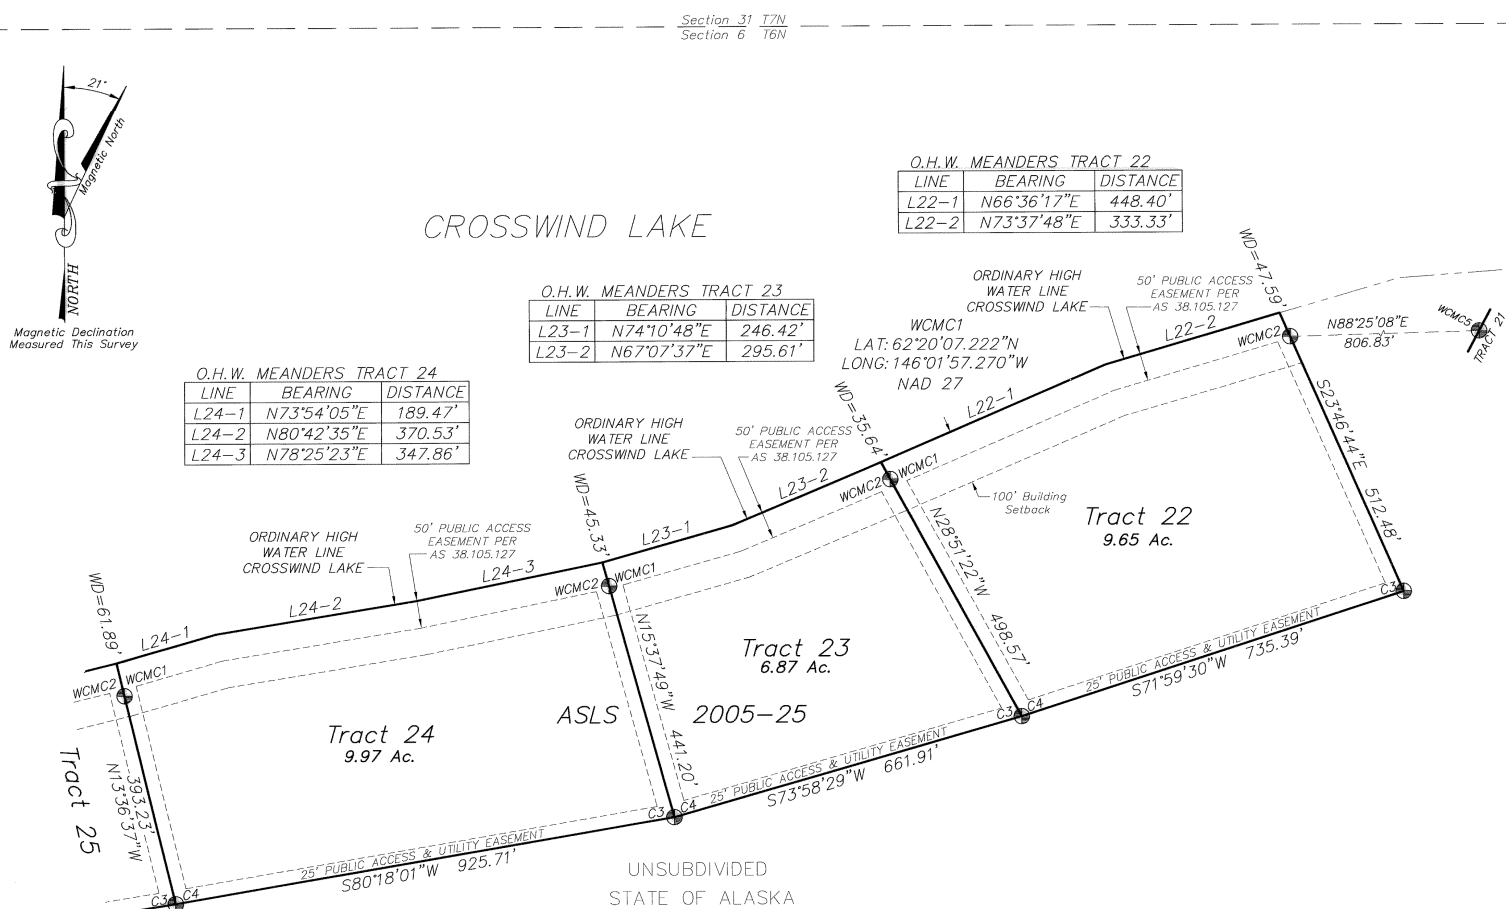 Section 31 T7N
Section 6 T6N
21°
Magnetic North
NORTH
Magnetic Declination
Measured This Survey
CROSSWIND LAKE
O.H.W. MEANDERS TRACT 22
LINE BEARING DISTANCE
L22-1 N66°36'17"E 448.40'
L22-2 N73°37'48"E 333.33'
O.H.W. MEANDERS TRACT 23
LINE BEARING DISTANCE
L23-1 N74°10'48"E 246.42'
L23-2 N67°07'37"E 295.61'
O.H.W. MEANDERS TRACT 24
LINE BEARING DISTANCE
L24-1 N73°54'05"E 189.47'
L24-2 N80°42'35"E 370.53'
L24-3 N78°25'23"E 347.86'
WCMC1
LAT: 62°20'07.222"N
LONG: 146°01'57.270"W
NAD 27
ORDINARY HIGH
WATER LINE
CROSSWIND LAKE
50' PUBLIC ACCESS
EASEMENT PER
AS 38.105.127
WD=47.59'
L22-2
L22-1
WCMC2
N88°25'08"E
806.83'
WCMC5
TRACT 21
S23°46'44"E 512.48'
100' Building
Setback
Tract 22
9.65 Ac.
C3
25' PUBLIC ACCESS & UTILITY EASEMENT
S71°59'30"W 735.39'
ORDINARY HIGH
WATER LINE
CROSSWIND LAKE
50' PUBLIC ACCESS
EASEMENT PER
AS 38.105.127
WD=35.64'
L23-2
L23-1
WCMC2
WCMC1
N28°51'22"W 498.57'
Tract 23
6.87 Ac.
C3
C4
25' PUBLIC ACCESS & UTILITY EASEMENT
S73°58'29"W 661.91'
ORDINARY HIGH
WATER LINE
CROSSWIND LAKE
50' PUBLIC ACCESS
EASEMENT PER
AS 38.105.127
WD=45.33'
L24-3
L24-2
L24-1
WCMC2
WCMC1
N15°37'49"W 441.20'
ASLS 2005-25
Tract 24
9.97 Ac.
C3
C4
25' PUBLIC ACCESS & UTILITY EASEMENT
S80°18'01"W 925.71'
WD=61.89'
WCMC2
WCMC1
393.23'
N13°36'37"W
Tract 25
C3
C4
UNSUBDIVIDED
STATE OF ALASKA